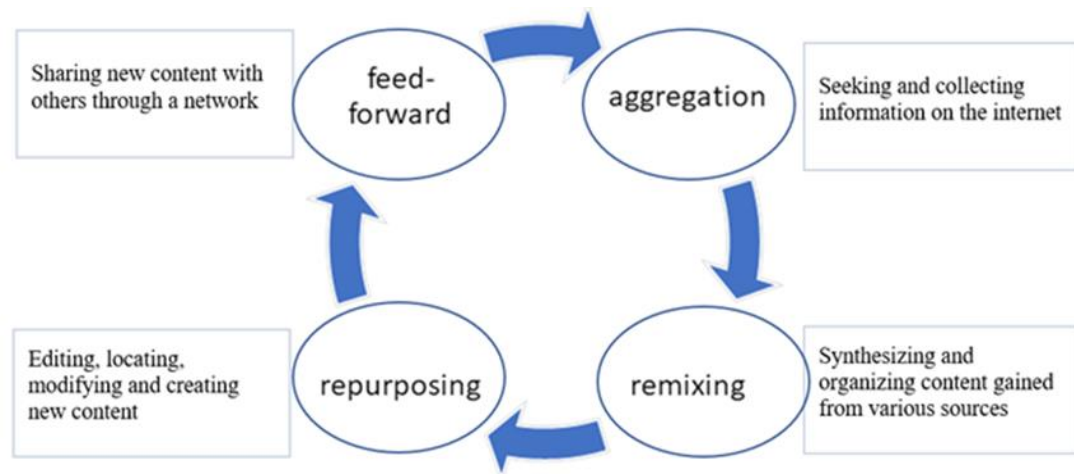 Sharing new content with
others through a network
feed-
forward
aggregation
Seeking and collecting
information on the internet
Editing, locating,
modifying and creating
new content
repurposing
remixing
Synthesizing and
organizing content gained
from various sources